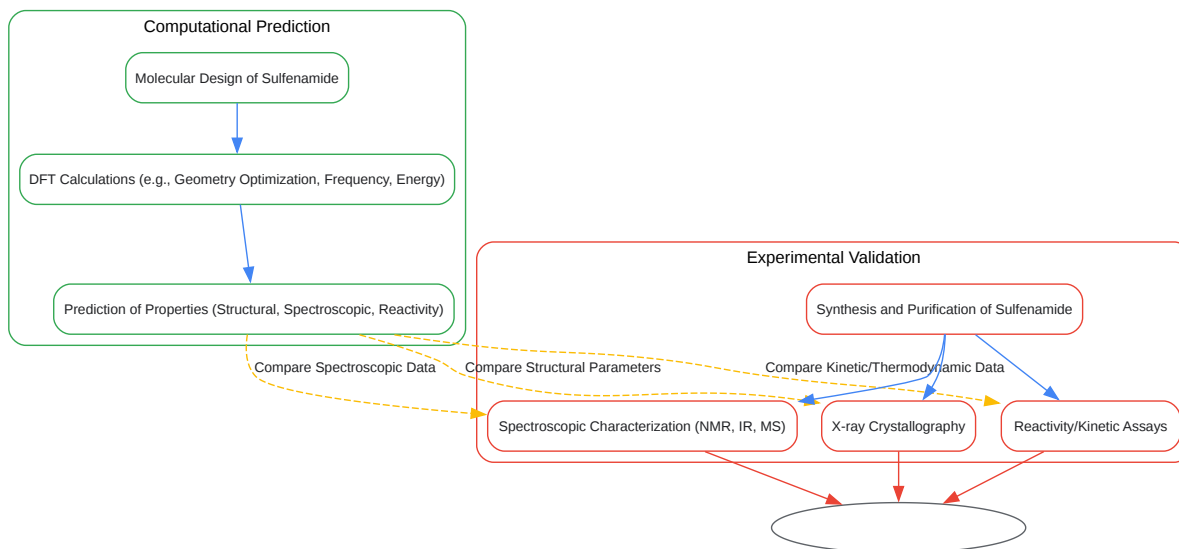 Computational Prediction
Molecular Design of Sulfenamide
DFT Calculations (e.g., Geometry Optimization, Frequency, Energy)
Prediction of Properties (Structural, Spectroscopic, Reactivity)
Experimental Validation
Synthesis and Purification of Sulfenamide
Compare Spectroscopic Data
Compare Structural Parameters
Compare Kinetic/Thermodynamic Data
Spectroscopic Characterization (NMR, IR, MS)
X-ray Crystallography
Reactivity/Kinetic Assays